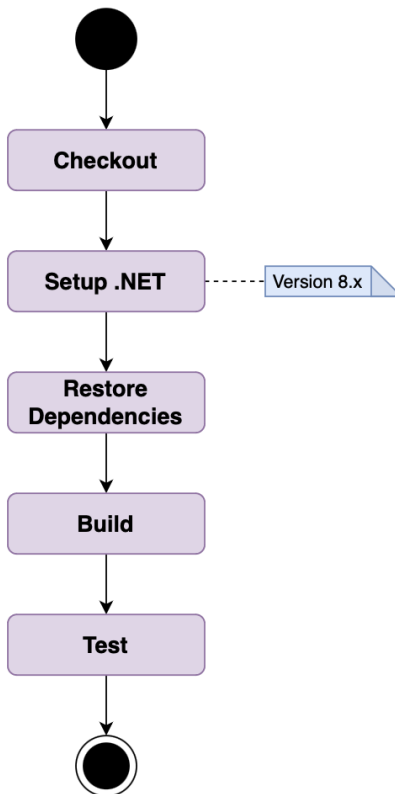 Checkout
Setup .NET
Version 8.x
Restore
Dependencies
Build
Test